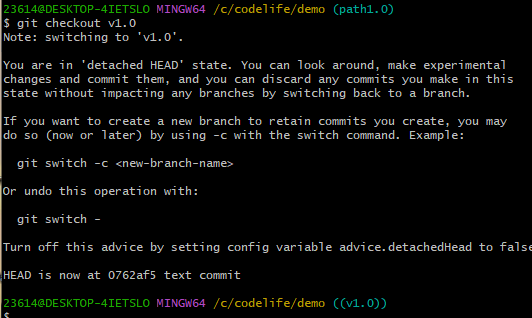 23614@DESKTOP-4IETSLO MINGW64 /c/codelife/demo (path1.0)
$ git checkout v1.0
Note: switching to 'v1.0'.
You are in 'detached HEAD' state. You can look around, make experimental
changes and commit them, and you can discard any commits you make in this
state without impacting any branches by switching back to a branch.
If you want to create a new branch to retain commits you create, you may
do so (now or later) by using -c with the switch command. Example:
git switch -c <new-branch-name>
Or undo this operation with:
git switch -
Turn off this advice by setting config variable advice.detachedHead to false
HEAD is now at 0762af5 text commit
23614@DESKTOP-4IETSLO MINGW64 /c/codelife/demo ((v1.0))
$